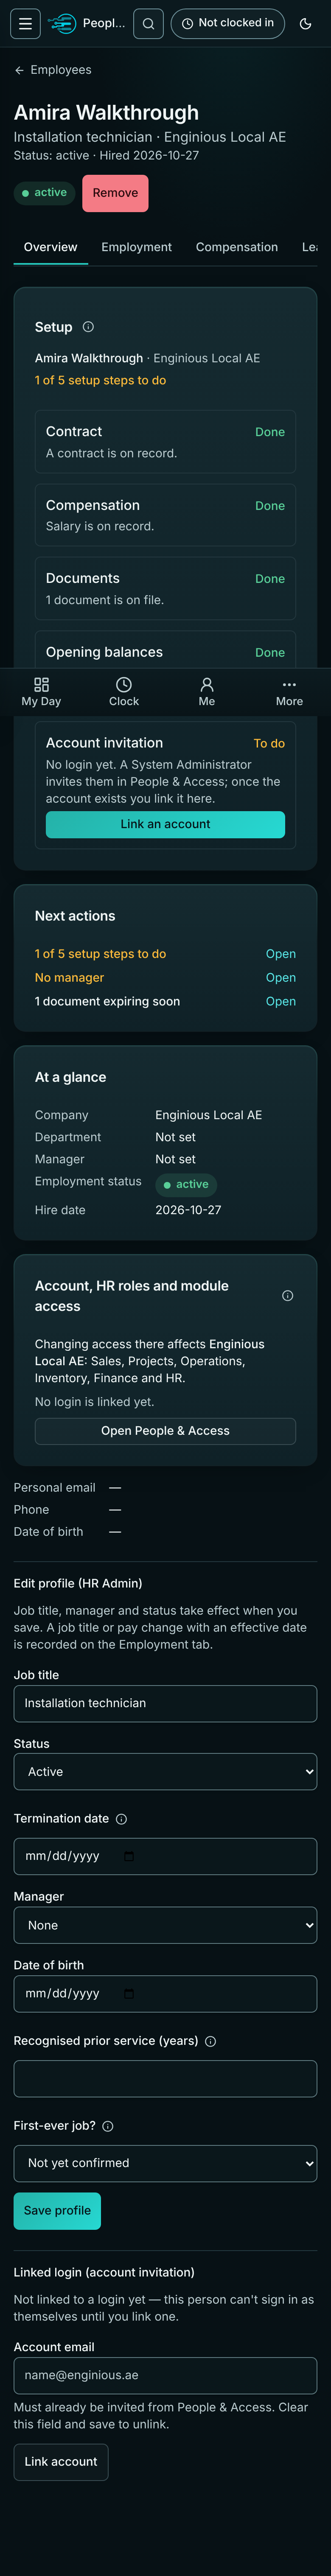 Peopl...
Not clocked in
← Employees
Amira Walkthrough
Installation technician · Enginious Local AE
Status: active · Hired 2026-10-27
active
Remove
Overview
Employment
Compensation
Lea
Setup
Amira Walkthrough · Enginious Local AE
1 of 5 setup steps to do
Contract
Done
A contract is on record.
Compensation
Done
Salary is on record.
Documents
Done
1 document is on file.
Opening balances
Done
My Day
Clock
Me
More
Account invitation
To do
No login yet. A System Administrator
invites them in People & Access; once the
account exists you link it here.
Link an account
Next actions
1 of 5 setup steps to do
Open
No manager
Open
1 document expiring soon
Open
At a glance
Company
Enginious Local AE
Department
Not set
Manager
Not set
Employment status
active
Hire date
2026-10-27
Account, HR roles and module
access
Changing access there affects Enginious
Local AE: Sales, Projects, Operations,
Inventory, Finance and HR.
No login is linked yet.
Open People & Access
Personal email —
Phone —
Date of birth —
Edit profile (HR Admin)
Job title, manager and status take effect when you
save. A job title or pay change with an effective date
is recorded on the Employment tab.
Job title
Installation technician
Status
Active
Termination date
mm/dd/yyyy
Manager
None
Date of birth
mm/dd/yyyy
Recognised prior service (years)
First-ever job?
Not yet confirmed
Save profile
Linked login (account invitation)
Not linked to a login yet — this person can't sign in as
themselves until you link one.
Account email
name@enginious.ae
Must already be invited from People & Access. Clear
this field and save to unlink.
Link account